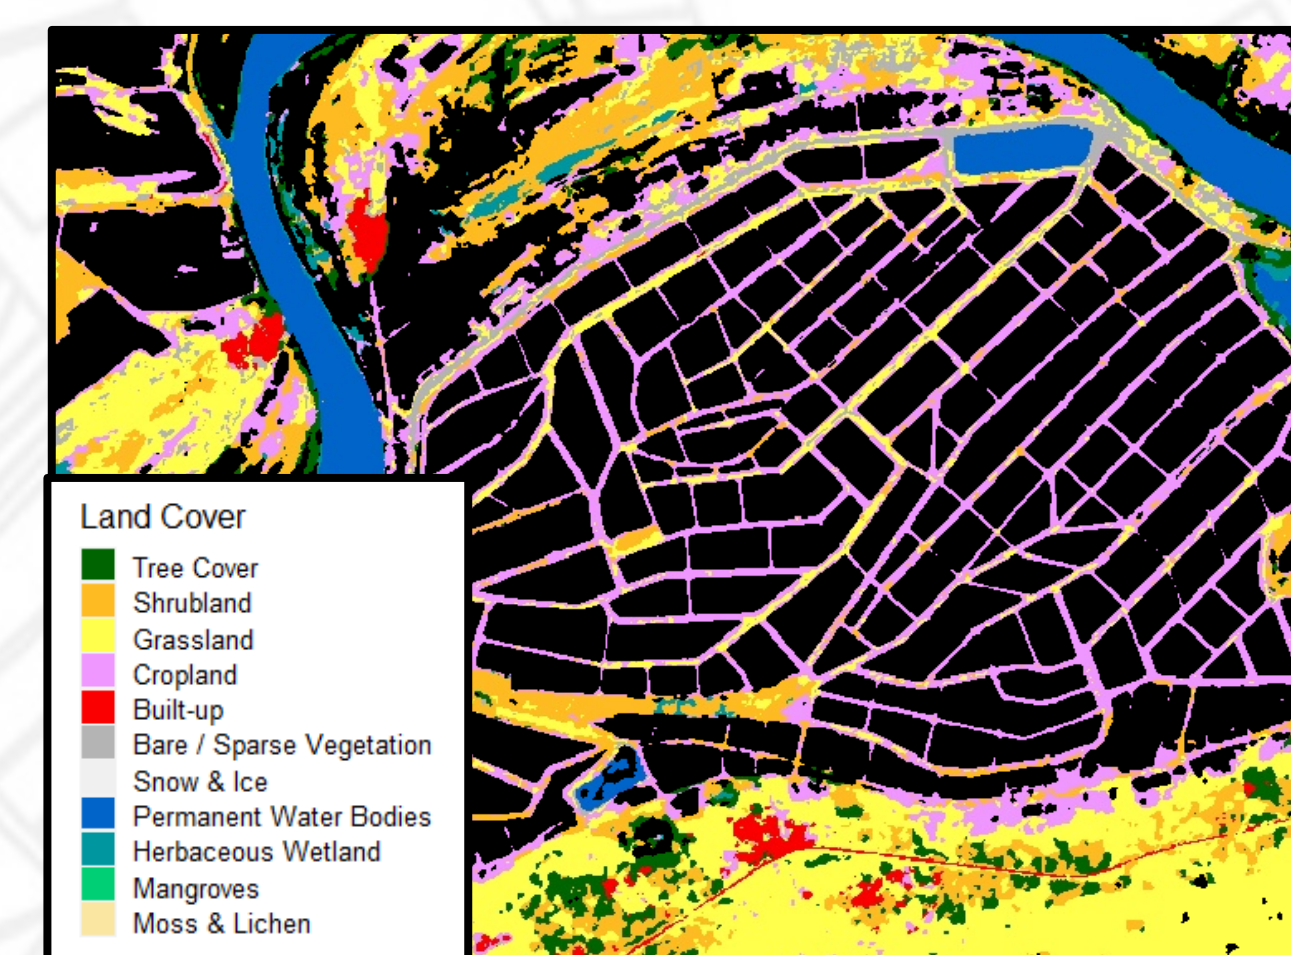 Land Cover
Tree Cover
Shrubland
Grassland
Cropland
Built-up
Bare / Sparse Vegetation
Snow & Ice
Permanent Water Bodies
Herbaceous Wetland
Mangroves
Moss & Lichen